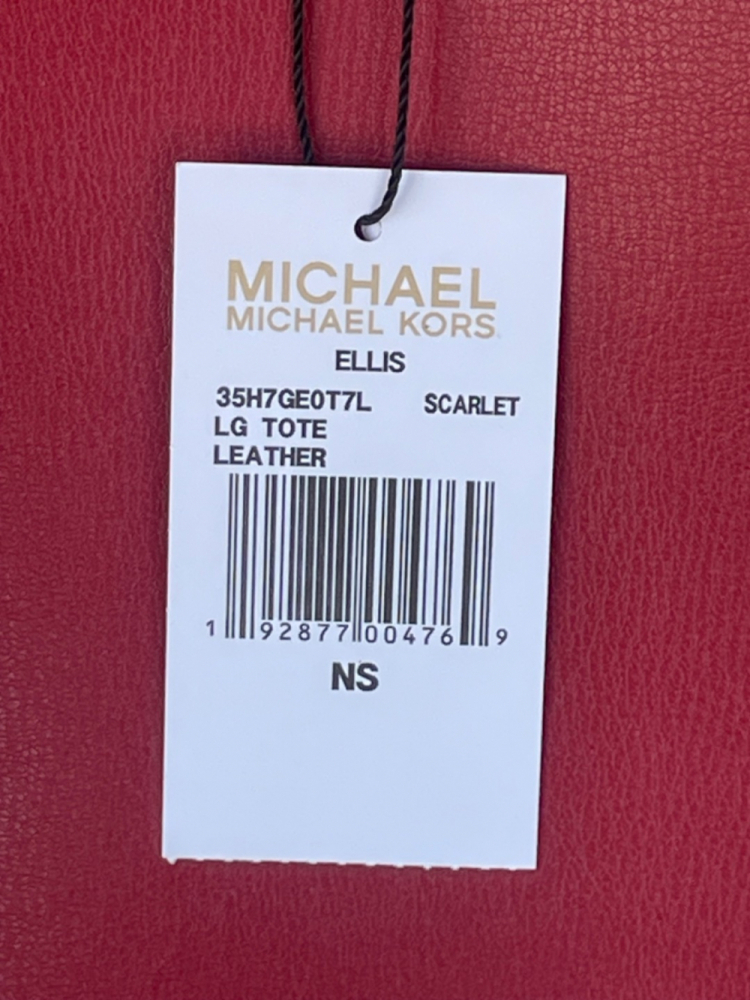 MICHAEL
MICHAEL KORS
ELLIS
35H7GE0T7L SCARLET
LG TOTE
LEATHER
1 92877 00476 9
NS